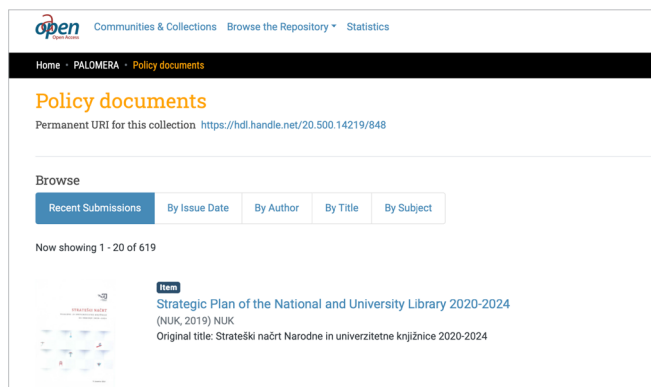 open
Open Access
Communities & Collections Browse the Repository Statistics
Home • PALOMERA • Policy documents
Policy documents
Permanent URI for this collection https://hdl.handle.net/20.500.14219/848
Browse
Recent Submissions By Issue Date By Author By Title By Subject
Now showing 1 - 20 of 619
Item
Strategic Plan of the National and University Library 2020-2024
(NUK, 2019) NUK
Original title: Strateški načrt Narodne in univerzitetne knjižnice 2020-2024
STRATEŠKI NAČRT